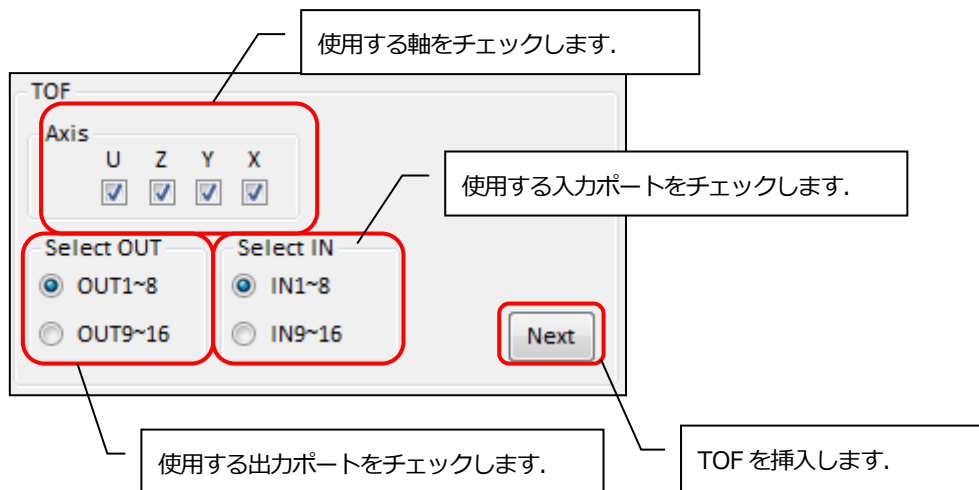 使用する軸をチェックします.
TOF
Axis
U Z Y X
使用する入力ポートをチェックします.
Select OUT
Select IN
OUT1~8
IN1~8
OUT9~16
IN9~16
Next
使用する出力ポートをチェックします.
TOF を挿入します.